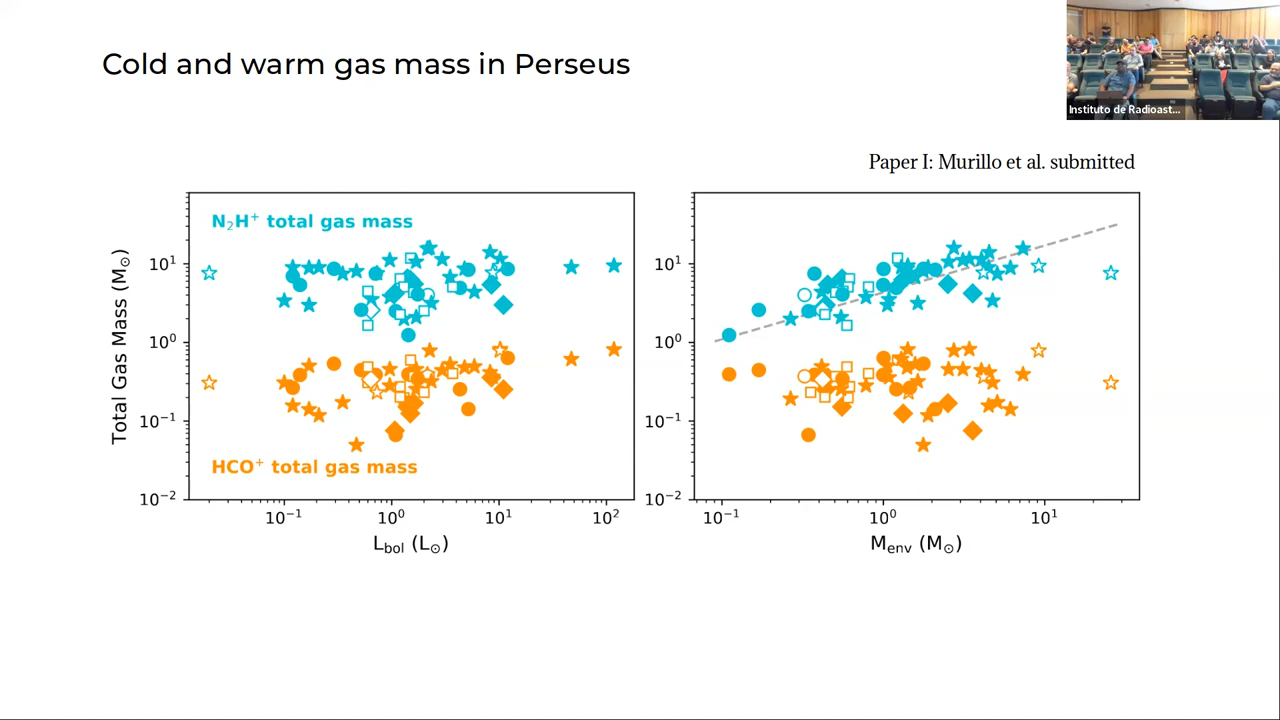 Cold and warm gas mass in Perseus
Instituto de Radioast...
Paper I: Murillo et al. submitted
N₂H⁺ total gas mass
HCO⁺ total gas mass
Total Gas Mass (M☉)
10¹
10⁰
10⁻¹
10⁻²
10⁻¹ 10⁰ 10¹ 10²
L_bol (L☉)
10¹
10⁰
10⁻¹
10⁻²
10⁻¹ 10⁰ 10¹
M_env (M☉)